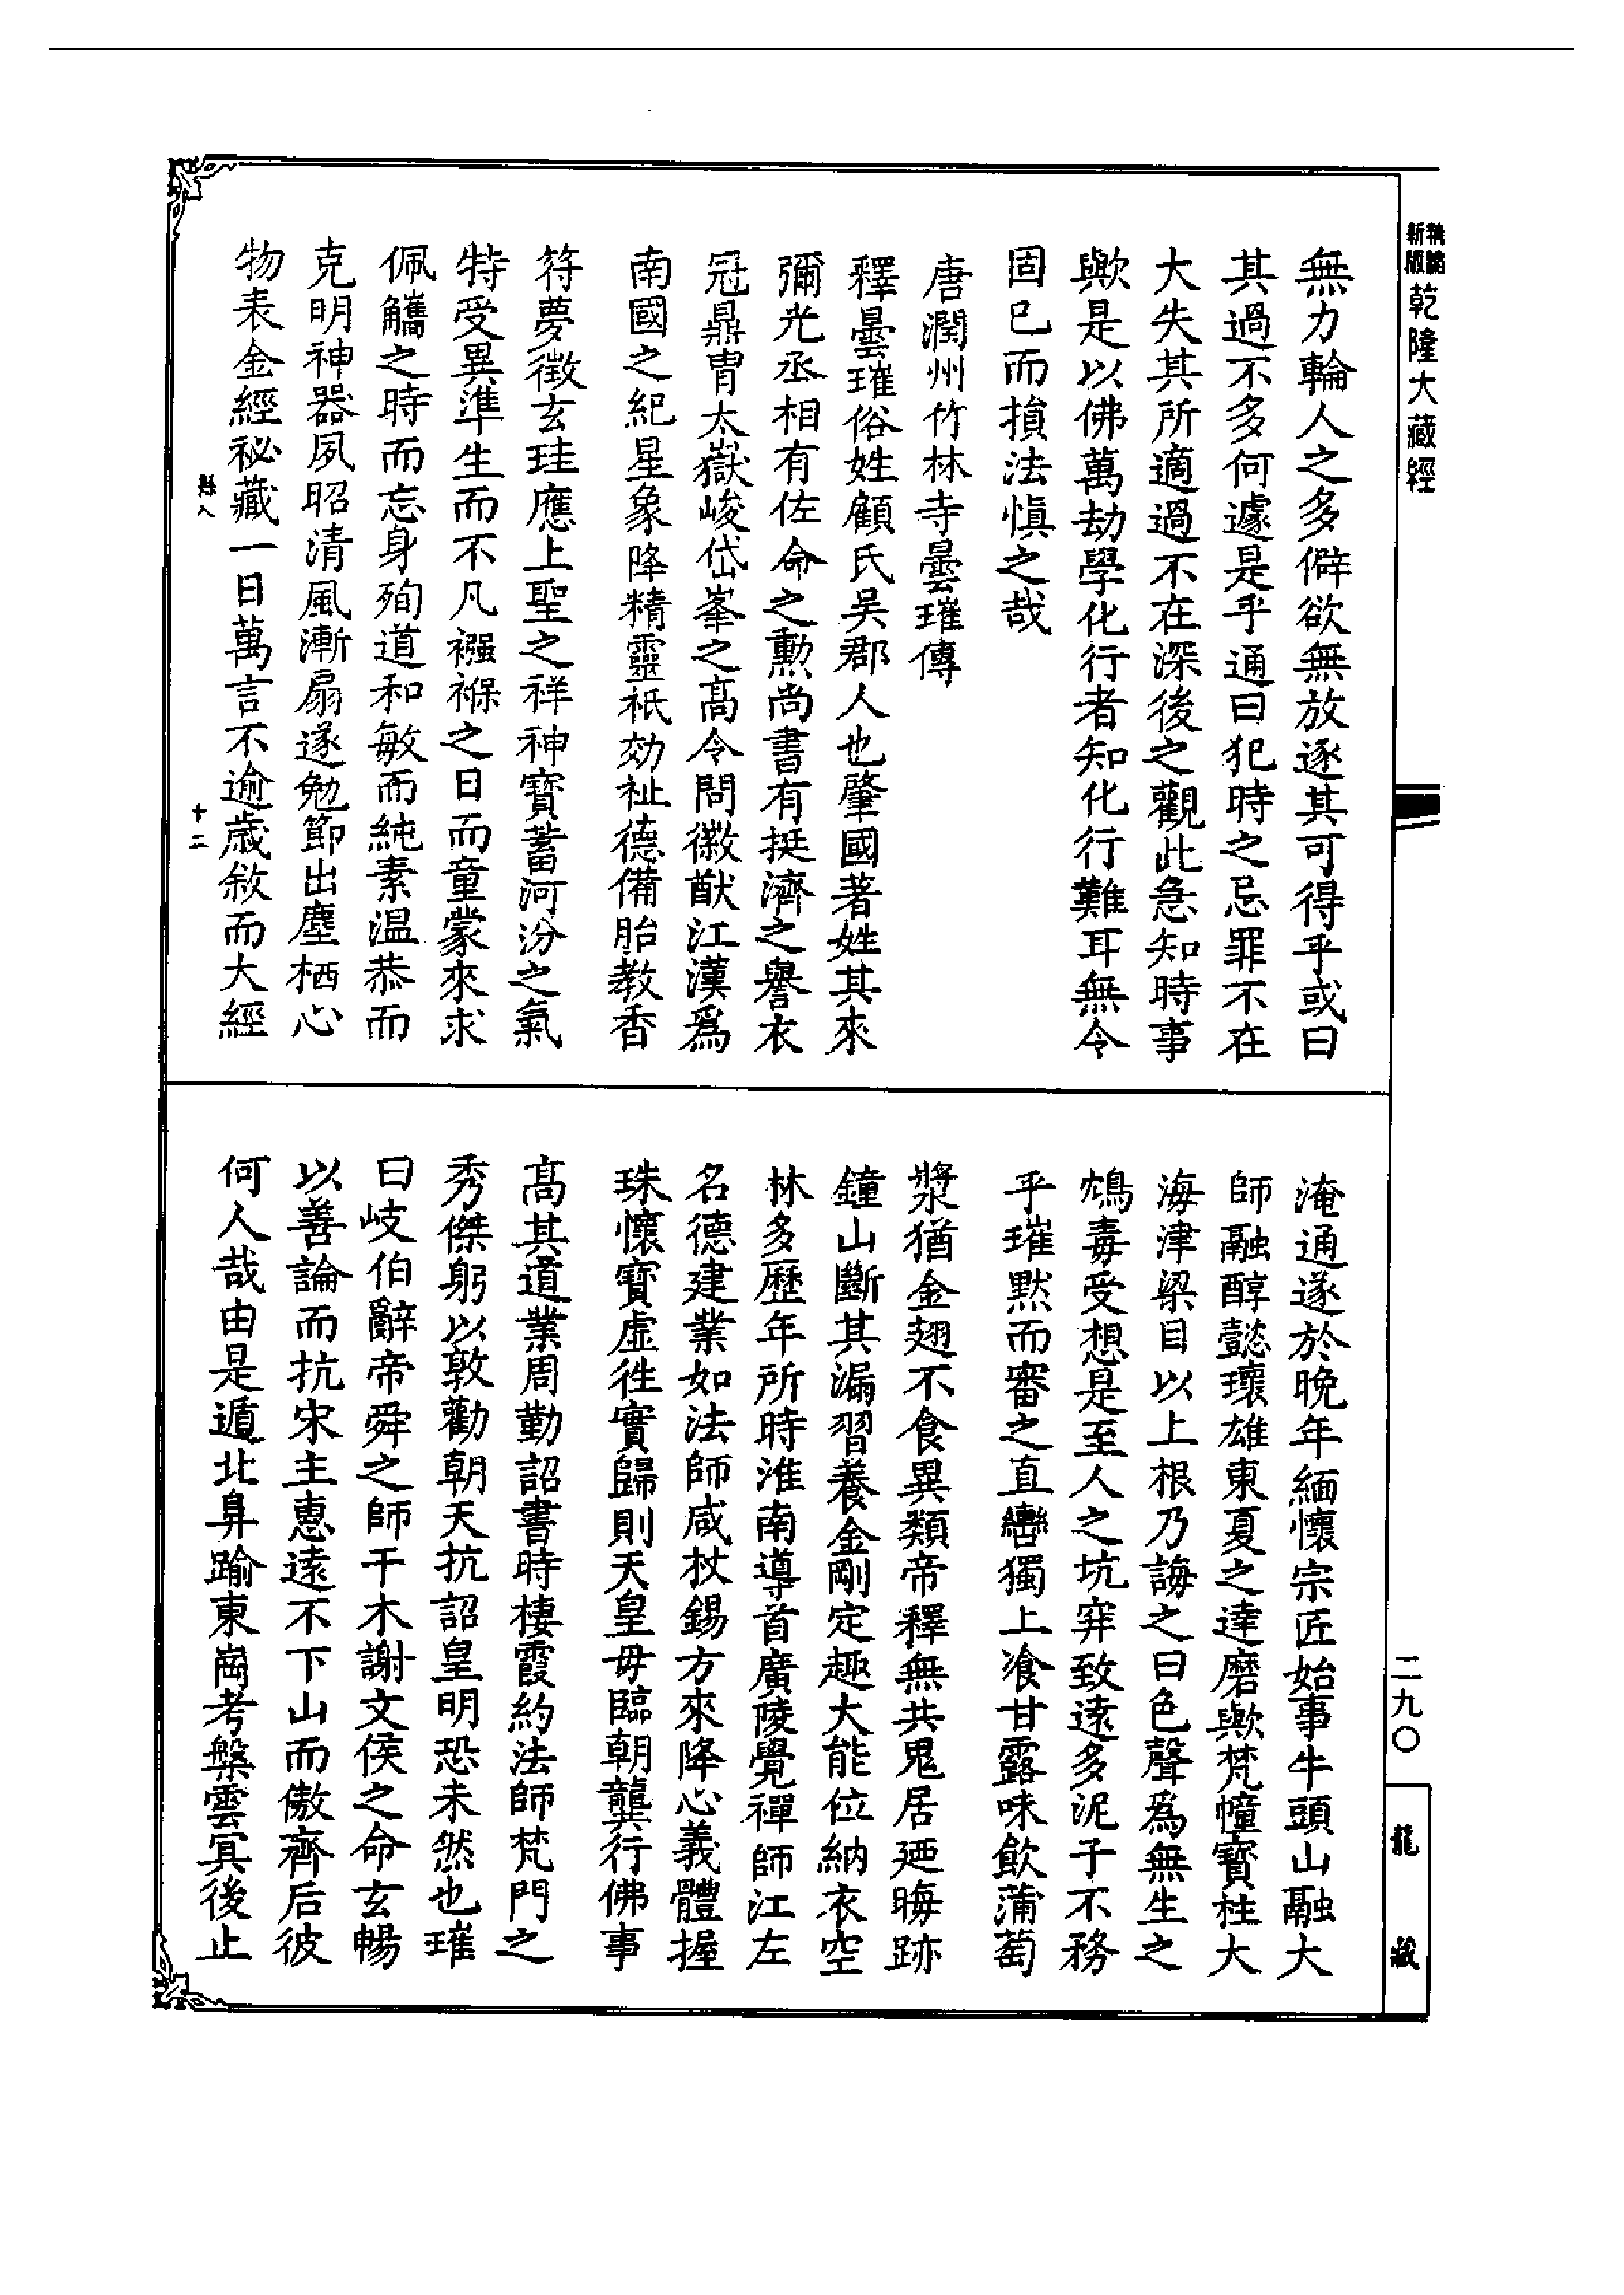 新版精縮乾隆大藏經
無力輪人之多僻欲無放逐其可得乎或曰
其過不多何遽是乎通曰犯時之忌罪不在
大失其所適過不在深後之觀此急知時事
歟是以佛萬劫學化行者知化行難耳無令
固巳而損法慎之哉
唐潤州竹林寺曇璀傳
釋曇璀俗姓顧氏吳郡人也肇國著姓其來
彌光丞相有佐命之勳尚書有挺濟之譽衣
冠鼎胄太嶽峻岱峯之高令問徽猷江漢爲
南國之紀星象降精靈祇効祉德備胎教香
符夢徵玄珪應上聖之祥神寶蓄河汾之氣
特受異準生而不凡襁褓之日而童蒙來求
佩觿之時而忘身殉道和敏而純素溫恭而
克明神器夙昭清風漸扇遂勉節出塵栖心
物表金經祕藏一日萬言不逾歲敘而大經
縣八
十二
淹通遂於晚年緬懷宗匠始事牛頭山融大
師融醇懿瓌雄東夏之達磨歟梵幢寶柱大
海津梁目以上根乃誨之曰色聲爲無生之
鴆毒受想是至人之坑穽致遠多泥子不務
乎璀默而審之直巒獨上飡甘露味飲蒲萄
漿猶金翅不食異類帝釋無共鬼居迺晦跡
鐘山斷其漏習養金剛定趣大能位納衣空
林多歷年所時淮南導首廣陵覺禪師江左
名德建業如法師咸杖錫方來降心義體握
珠懷寶虛徃實歸則天皇毋臨朝龔行佛事
高其道業周勤詔書時棲霞約法師梵門之
秀傑躬以敦勸朝天抗詔皇明恐未然也璀
曰岐伯辭帝舜之師干木謝文侯之命玄暢
以善論而抗宋主惠遠不下山而傲齊后彼
何人哉由是遁北阜踰東崗考槃雲冥後止
二九〇
龍藏